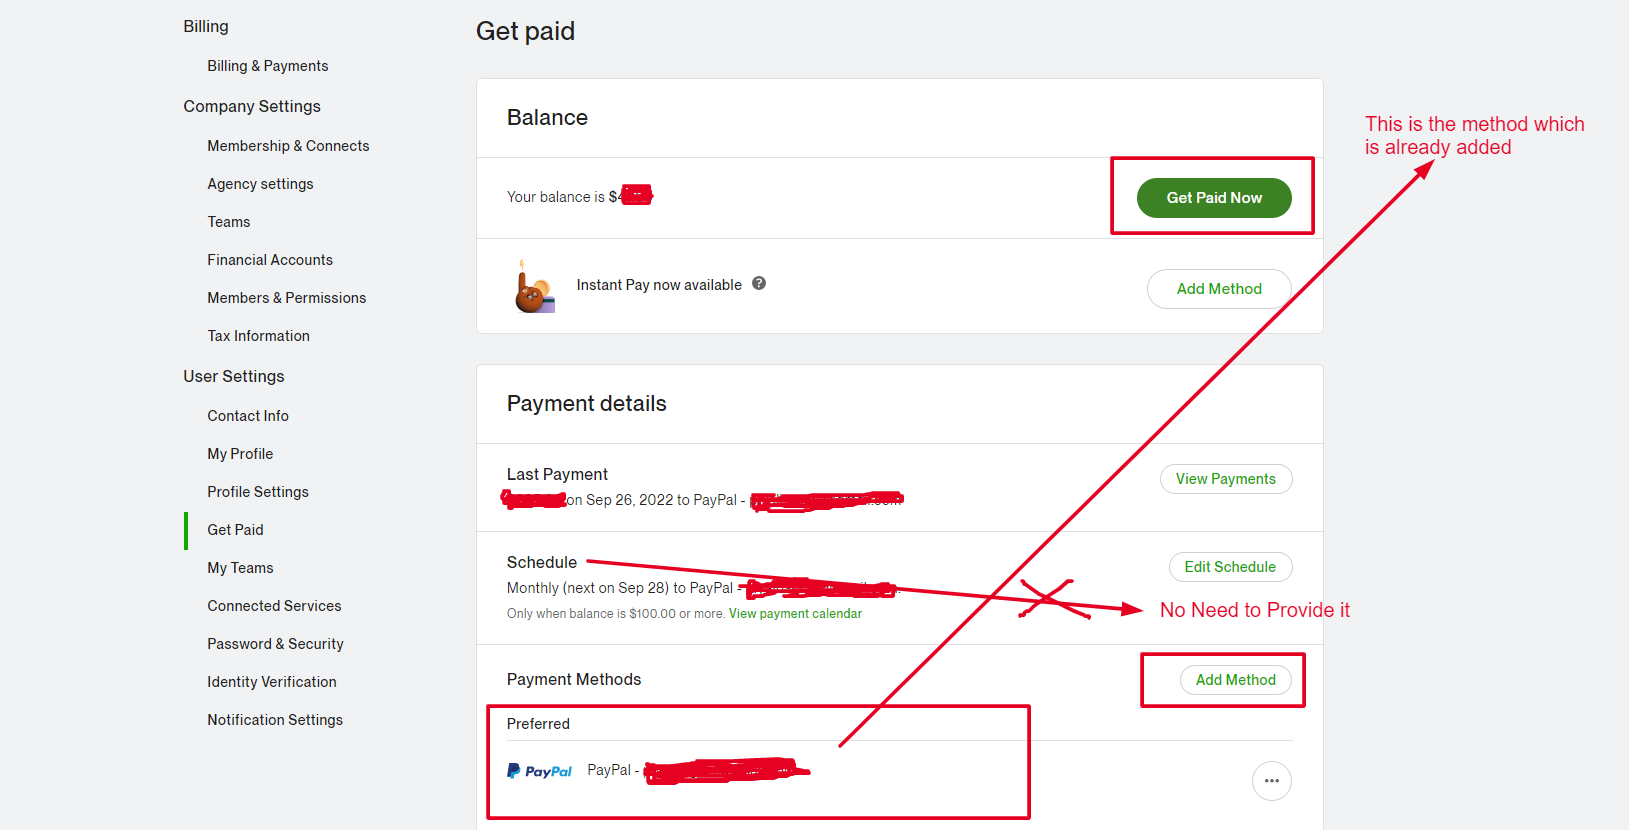 Billing
Billing & Payments
Company Settings
Membership & Connects
Agency settings
Teams
Financial Accounts
Members & Permissions
Tax Information
User Settings
Contact Info
My Profile
Profile Settings
Get Paid
My Teams
Connected Services
Password & Security
Identity Verification
Notification Settings
Get paid
Balance
Your balance is $
Get Paid Now
Instant Pay now available ?
Add Method
Payment details
Last Payment
View Payments
on Sep 26, 2022 to PayPal -
Schedule
Edit Schedule
Monthly (next on Sep 28) to PayPal -
Only when balance is $100.00 or more. View payment calendar
Payment Methods
Add Method
Preferred
PayPal PayPal -
This is the method which
is already added
No Need to Provide it